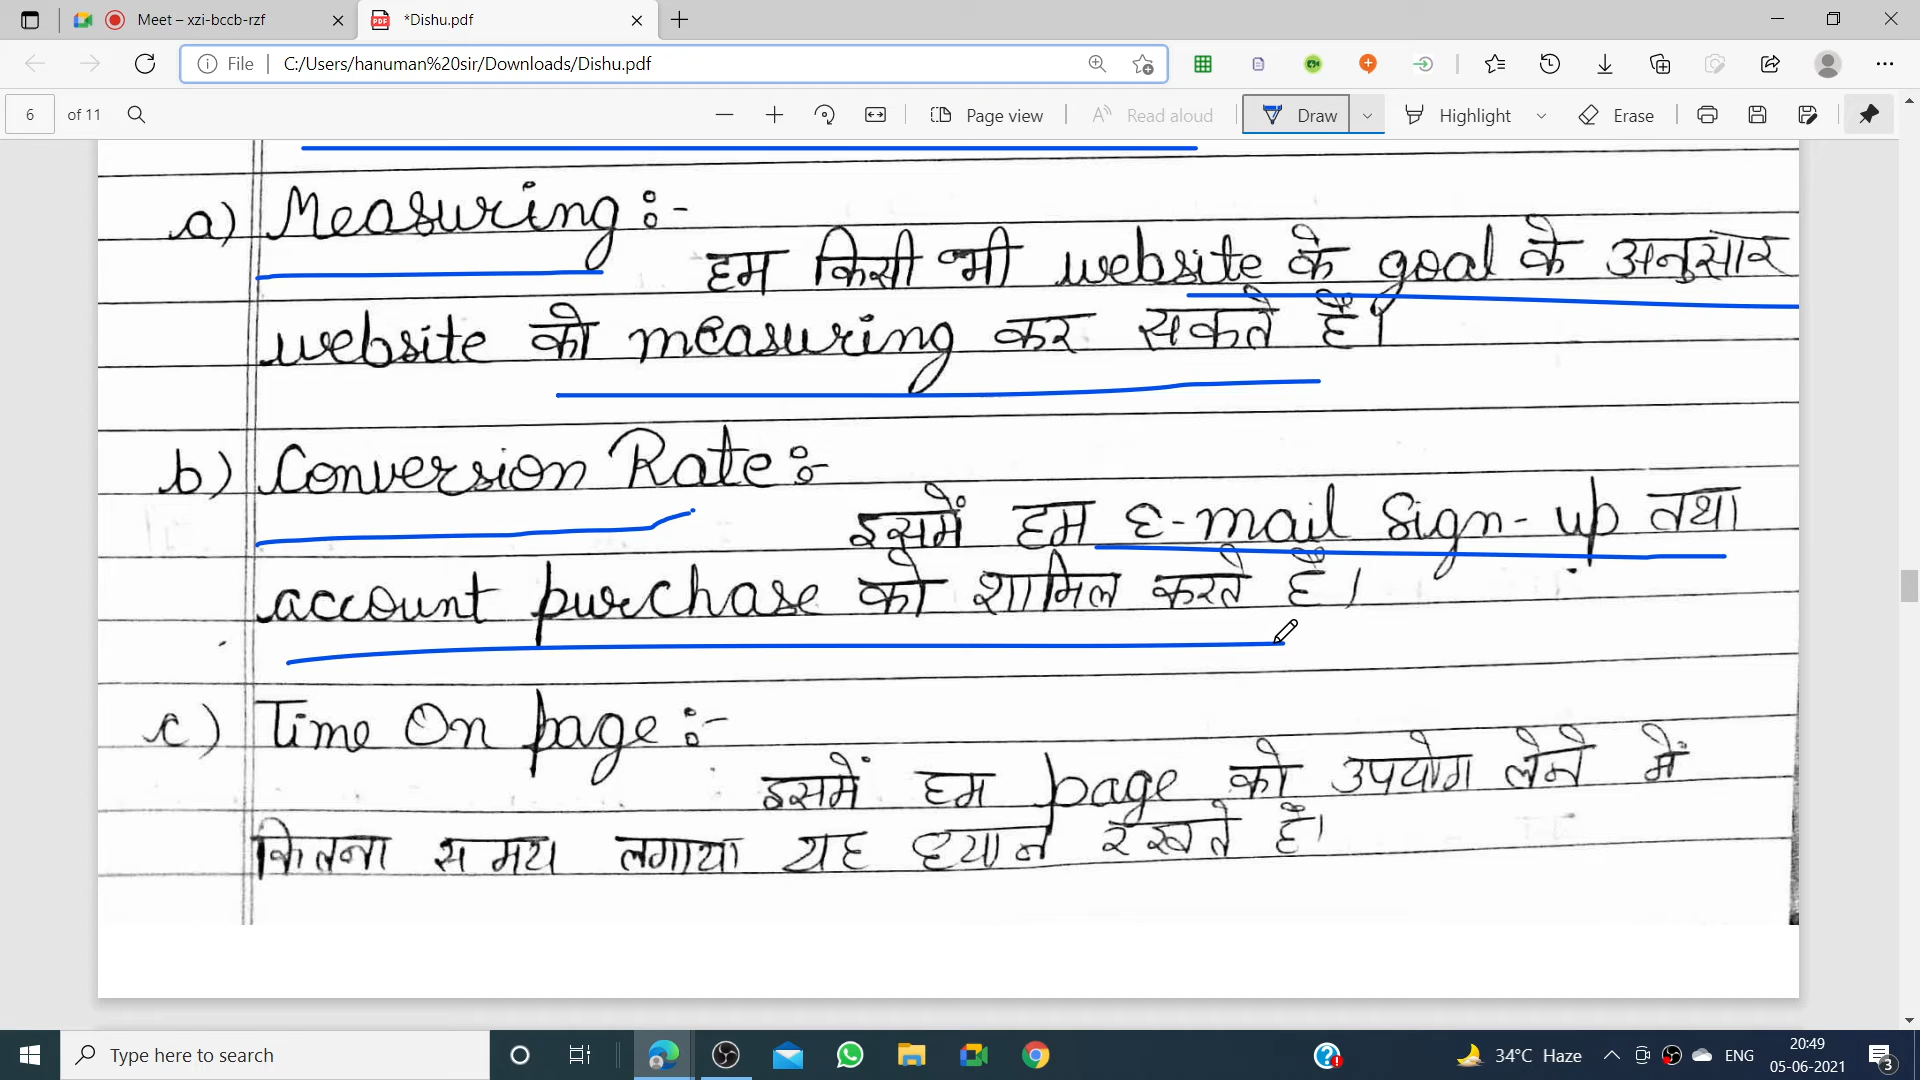 Meet – xzi-bccb-rzf
*Dishu.pdf
File
C:/Users/hanuman%20sir/Downloads/Dishu.pdf
6 of 11
Page view
Read aloud
Draw
Highlight
Erase
a) Measuring :-
हम किसी भी website के goal के अनुसार
website को measuring कर सकते हैं।
b) Conversion Rate :-
इसमें हम E-mail Sign-up तथा
account purchase को शामिल करते हैं।
c) Time On page :-
इसमें हम page को उपयोग लेने में
कितना समय लगाया यह ध्यान रखते हैं।
Type here to search
34°C Haze
ENG
20:49
05-06-2021
3